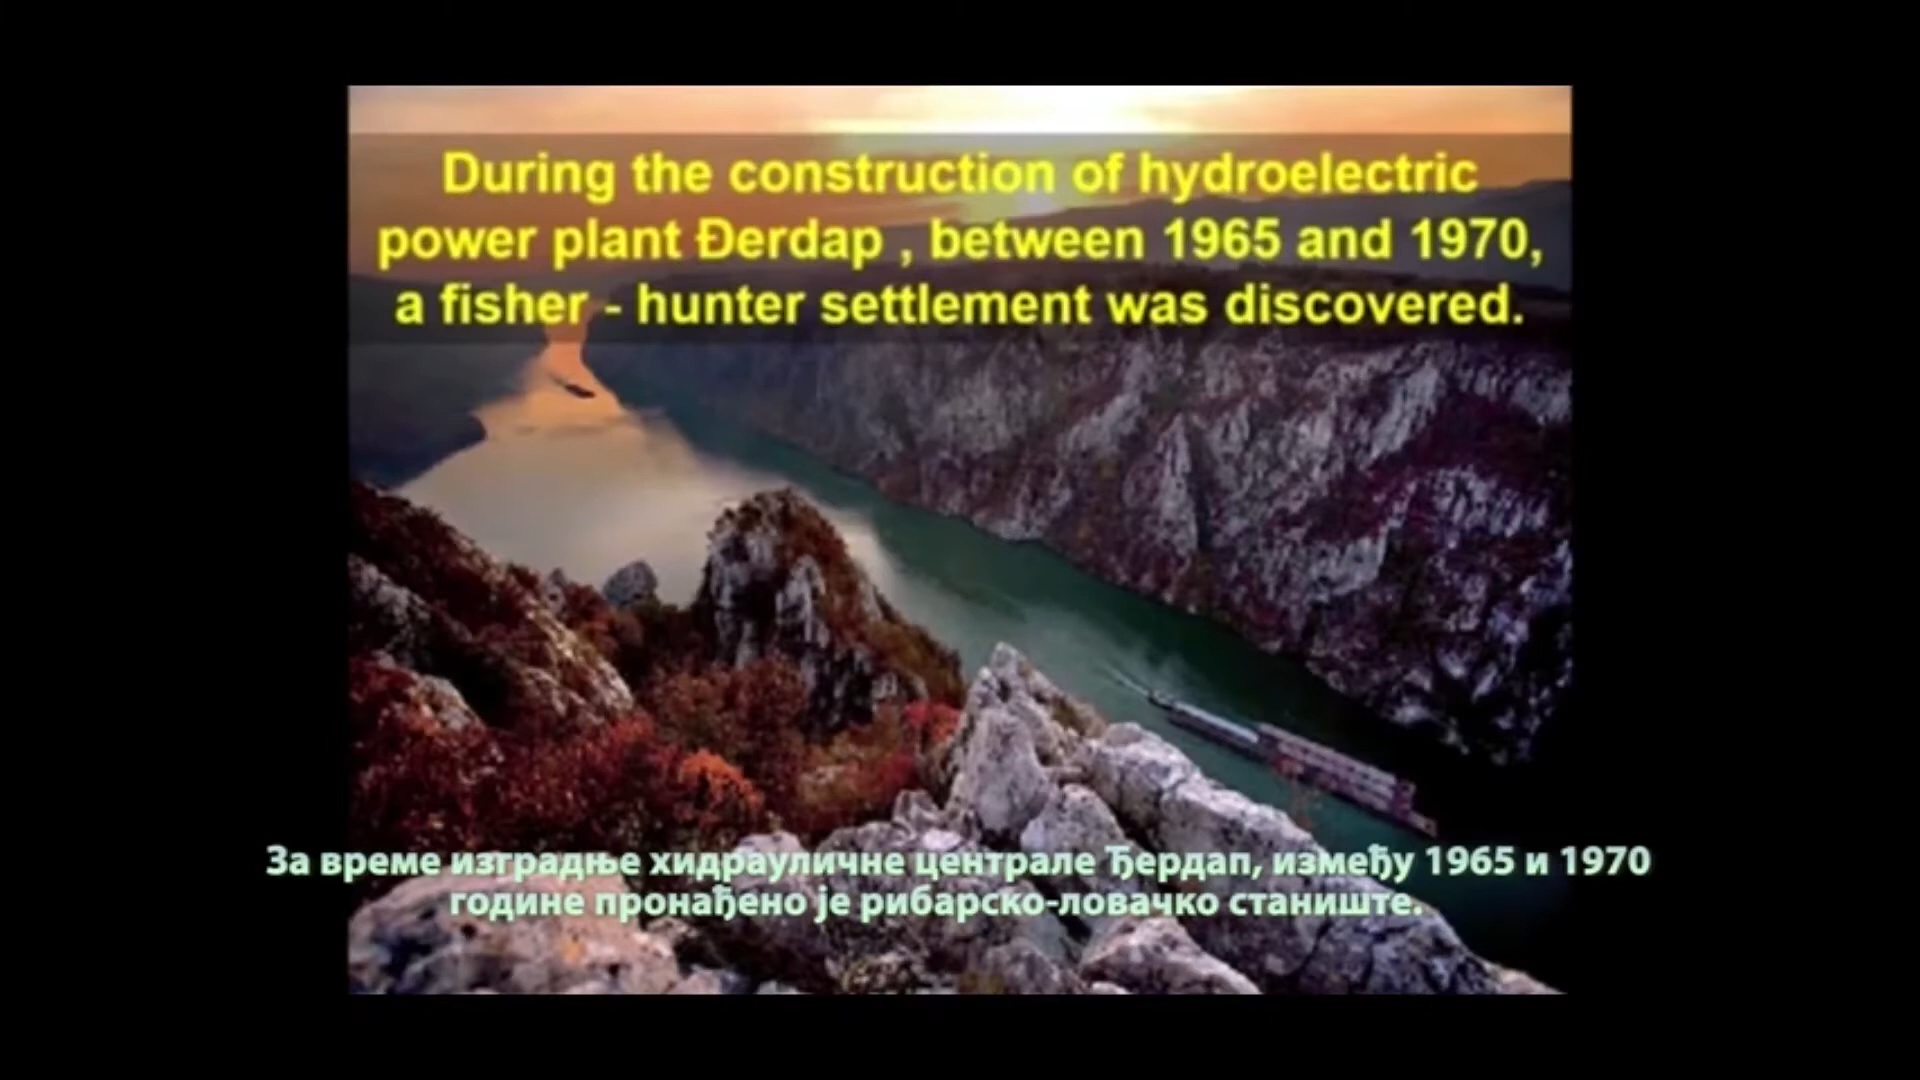 During the construction of hydroelectric
power plant Đerdap , between 1965 and 1970,
a fisher - hunter settlement was discovered.
За време изградње хидрауличне централе Ђердап, између 1965 и 1970
године пронађено је рибарско-ловачко станиште.